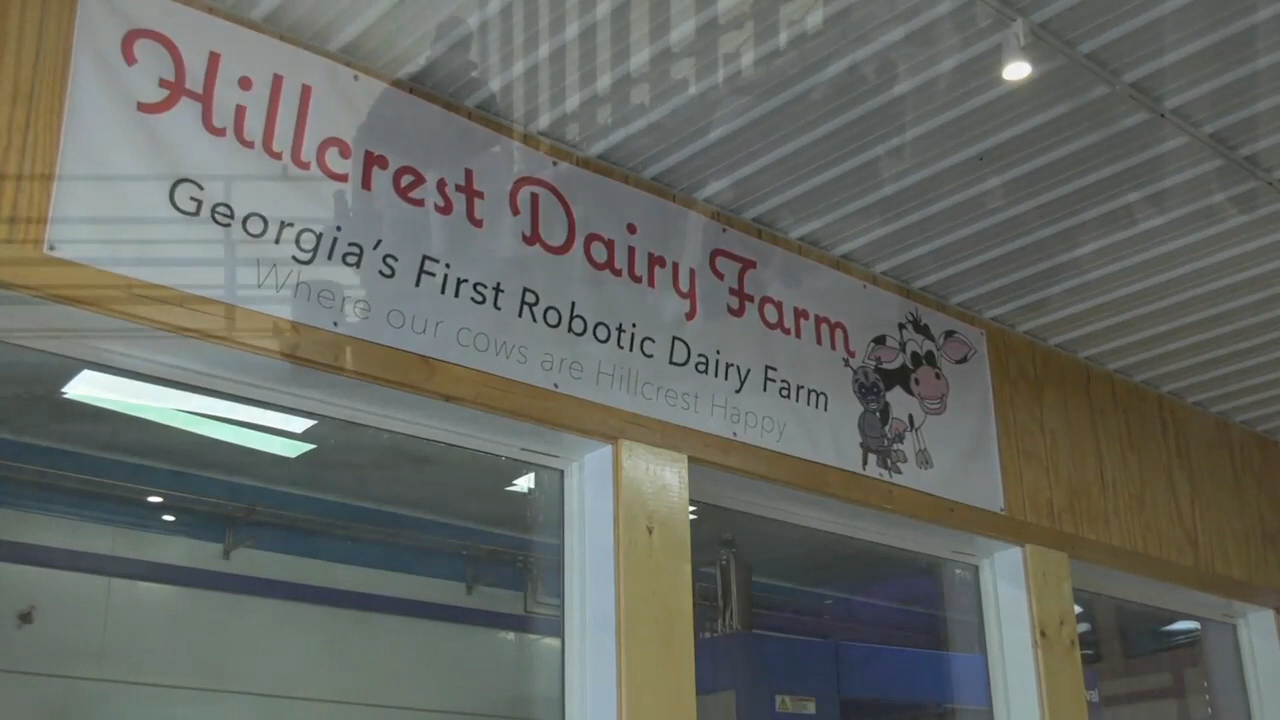 Hillcrest Dairy Farm
Georgia's First Robotic Dairy Farm
Where our cows are Hillcrest Happy